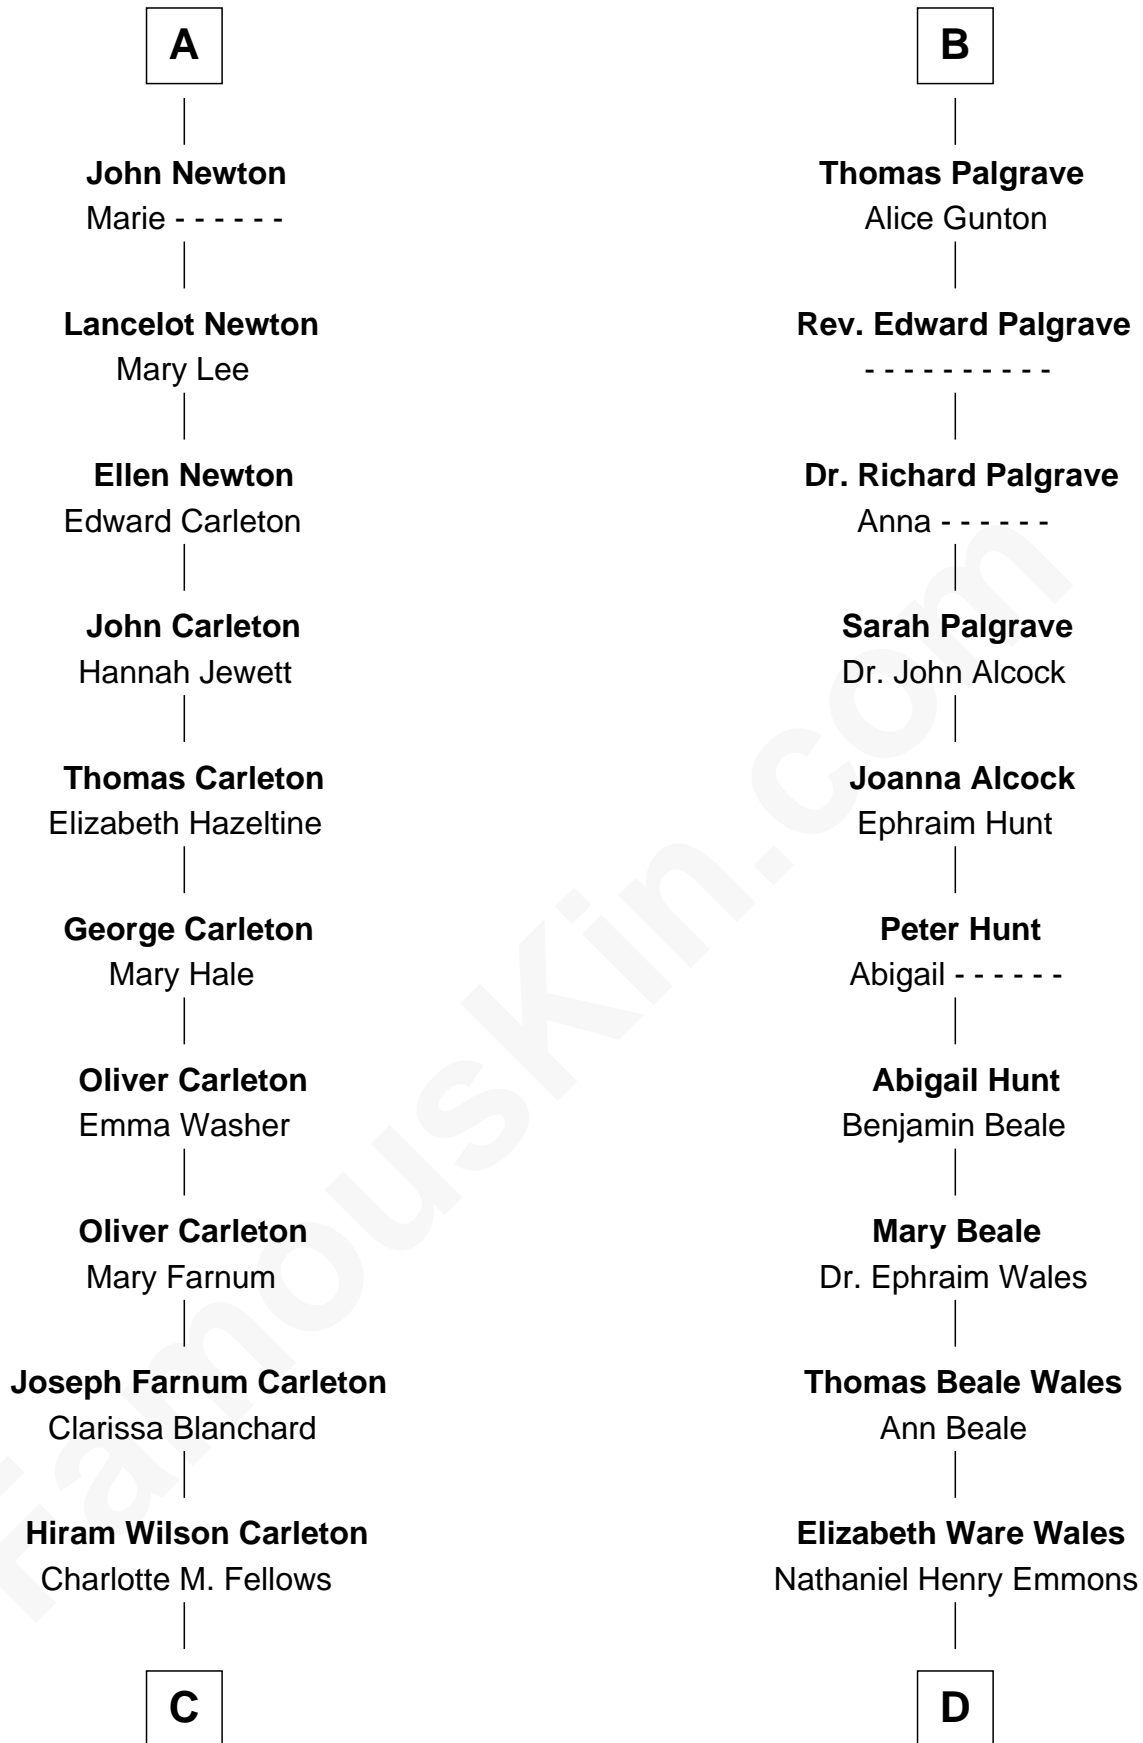 A
John Newton
Marie - - - - - -
Lancelot Newton
Mary Lee
Ellen Newton
Edward Carleton
John Carleton
Hannah Jewett
Thomas Carleton
Elizabeth Hazeltine
George Carleton
Mary Hale
Oliver Carleton
Emma Washer
Oliver Carleton
Mary Farnum
Joseph Farnum Carleton
Clarissa Blanchard
Hiram Wilson Carleton
Charlotte M. Fellows
C
B
Thomas Palgrave
Alice Gunton
Rev. Edward Palgrave
- - - - - - - - - -
Dr. Richard Palgrave
Anna - - - - - -
Sarah Palgrave
Dr. John Alcock
Joanna Alcock
Ephraim Hunt
Peter Hunt
Abigail - - - - - -
Abigail Hunt
Benjamin Beale
Mary Beale
Dr. Ephraim Wales
Thomas Beale Wales
Ann Beale
Elizabeth Ware Wales
Nathaniel Henry Emmons
D
FamousKin.com